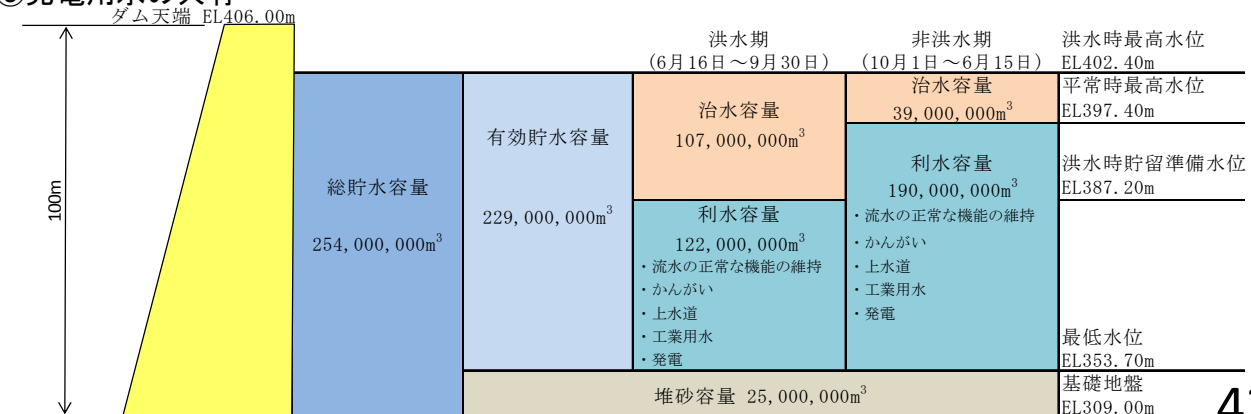 ダム天端 EL406.00m
100m
総貯水容量
254,000,000m³
有効貯水容量
229,000,000m³
洪水期
(6月16日～9月30日)
治水容量
107,000,000m³
利水容量
122,000,000m³
・流水の正常な機能の維持
・かんがい
・上水道
・工業用水
・発電
非洪水期
(10月1日～6月15日)
治水容量
39,000,000m³
利水容量
190,000,000m³
・流水の正常な機能の維持
・かんがい
・上水道
・工業用水
・発電
堆砂容量 25,000,000m³
洪水時最高水位
EL402.40m
平常時最高水位
EL397.40m
洪水時貯留準備水位
EL387.20m
最低水位
EL353.70m
基礎地盤
EL309.00m